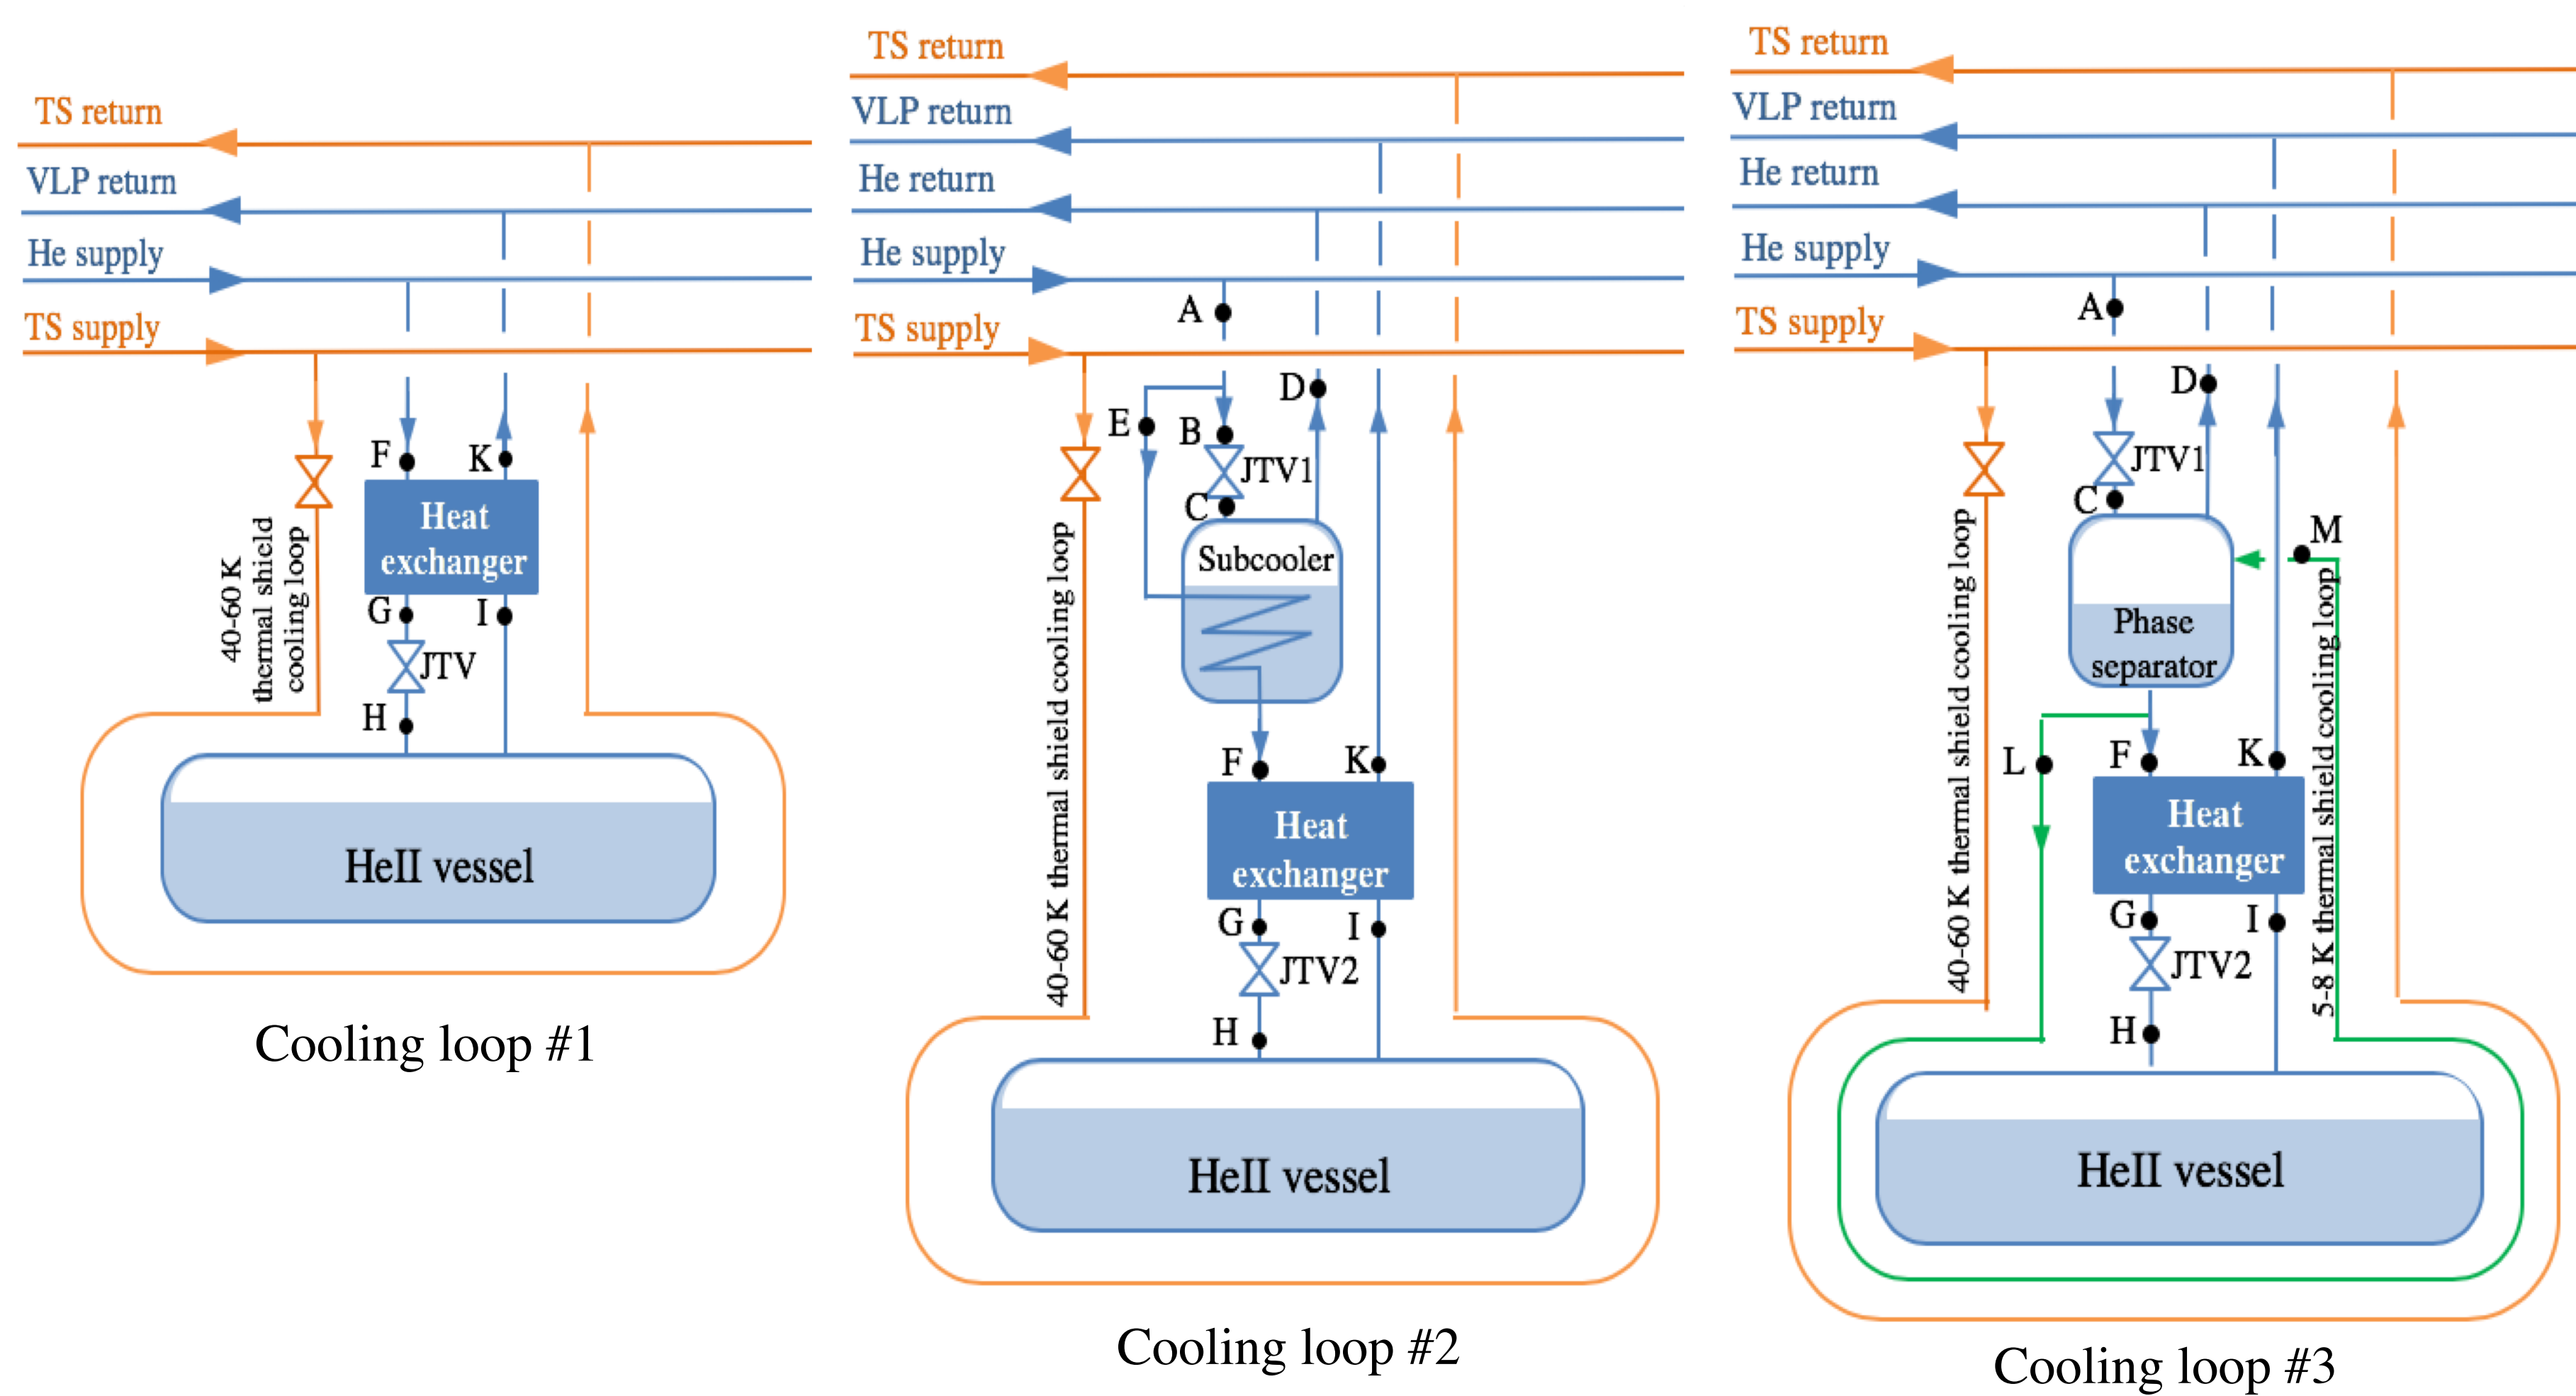 TS return
VLP return
He supply
TS supply
F
K
Heat
exchanger
40-60 K
thermal shield
cooling loop
G
I
JTV
H
HeII vessel
Cooling loop #1
TS return
VLP return
He return
He supply
A
TS supply
D
E
B
JTV1
C
Subcooler
40-60 K thermal shield cooling loop
F
K
Heat
exchanger
G
I
JTV2
H
HeII vessel
Cooling loop #2
TS return
VLP return
He return
He supply
A
TS supply
D
JTV1
C
M
Phase
separator
40-60 K thermal shield cooling loop
L
F
K
5-8 K thermal shield cooling loop
Heat
exchanger
G
I
JTV2
H
HeII vessel
Cooling loop #3